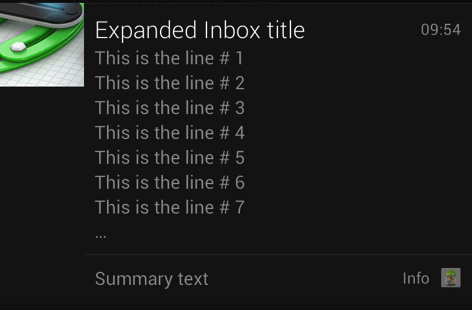 Expanded Inbox title 09:54
This is the line # 1
This is the line # 2
This is the line # 3
This is the line # 4
This is the line # 5
This is the line # 6
This is the line # 7
...
Summary text Info